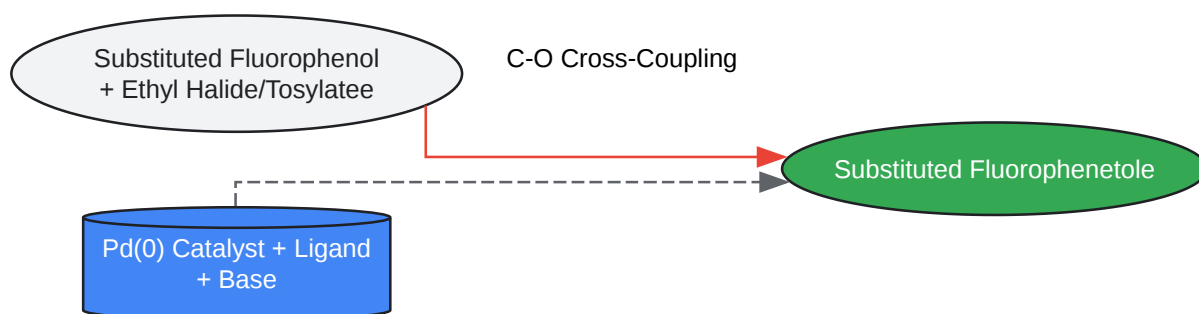 Substituted Fluorophenol
+ Ethyl Halide/Tosylatee
C-O Cross-Coupling
Substituted Fluorophenetole
Pd(0) Catalyst + Ligand
+ Base